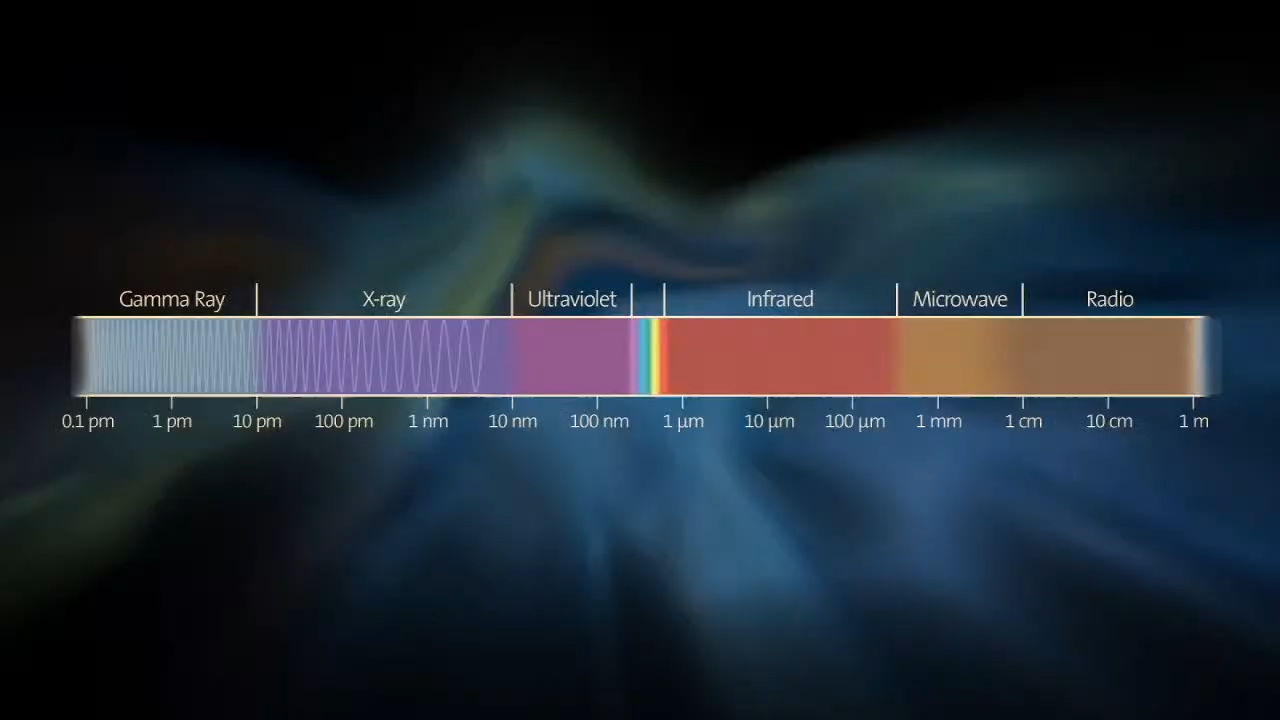 Gamma Ray X-ray Ultraviolet Infrared Microwave Radio
0.1 pm 1 pm 10 pm 100 pm 1 nm 10 nm 100 nm 1 µm 10 µm 100 µm 1 mm 1 cm 10 cm 1 m